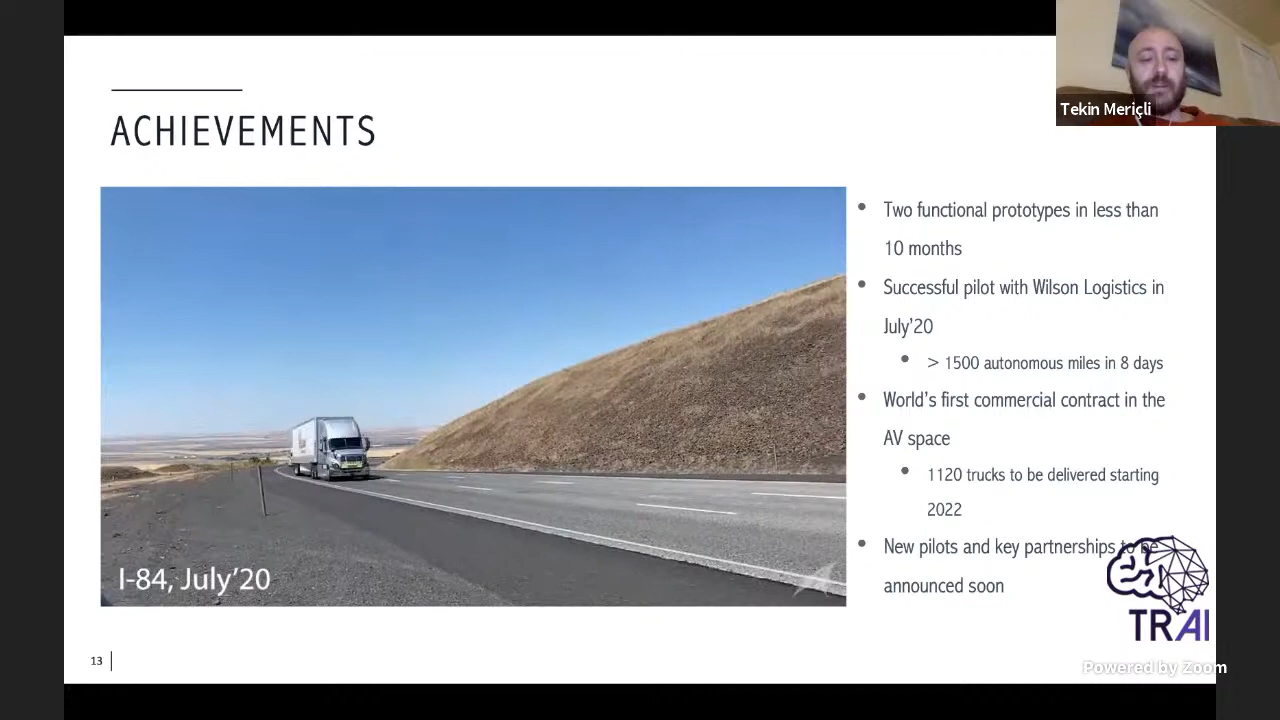 Tekin Meriçli
ACHIEVEMENTS
• Two functional prototypes in less than
10 months
• Successful pilot with Wilson Logistics in
July’20
• > 1500 autonomous miles in 8 days
• World’s first commercial contract in the
AV space
• 1120 trucks to be delivered starting
2022
• New pilots and key partnerships to be
announced soon
I-84, July’20
TRAI
13
Powered by Zoom